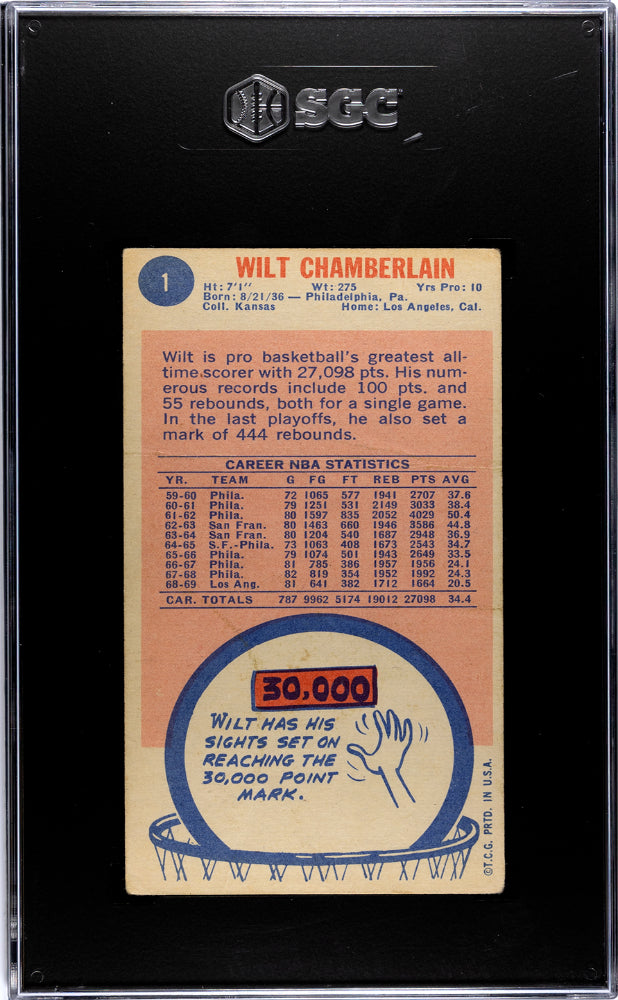 SGC
1
WILT CHAMBERLAIN
Ht: 7'1" Wt: 275 Yrs Pro: 10
Born: 8/21/36 — Philadelphia, Pa.
Coll. Kansas Home: Los Angeles, Cal.
Wilt is pro basketball's greatest all-
time scorer with 27,098 pts. His num-
erous records include 100 pts. and
55 rebounds, both for a single game.
In the last playoffs, he also set a
mark of 444 rebounds.
CAREER NBA STATISTICS
YR. TEAM G FG FT REB PTS AVG
59-60 Phila. 72 1065 577 1941 2707 37.6
60-61 Phila. 79 1251 531 2149 3033 38.4
61-62 Phila. 80 1597 835 2052 4029 50.4
62-63 San Fran. 80 1463 660 1946 3586 44.8
63-64 San Fran. 80 1204 540 1687 2948 36.9
64-65 S.F.-Phila. 73 1063 408 1673 2543 34.7
65-66 Phila. 79 1074 501 1943 2649 33.5
66-67 Phila. 81 785 386 1957 1956 24.1
67-68 Phila. 82 819 354 1952 1992 24.3
68-69 Los Ang. 81 641 382 1712 1664 20.5
CAR. TOTALS 787 9962 5174 19012 27098 34.4
30,000
WILT HAS HIS
SIGHTS SET ON
REACHING THE
30,000 POINT
MARK.
©T.C.G. PRTD. IN U.S.A.